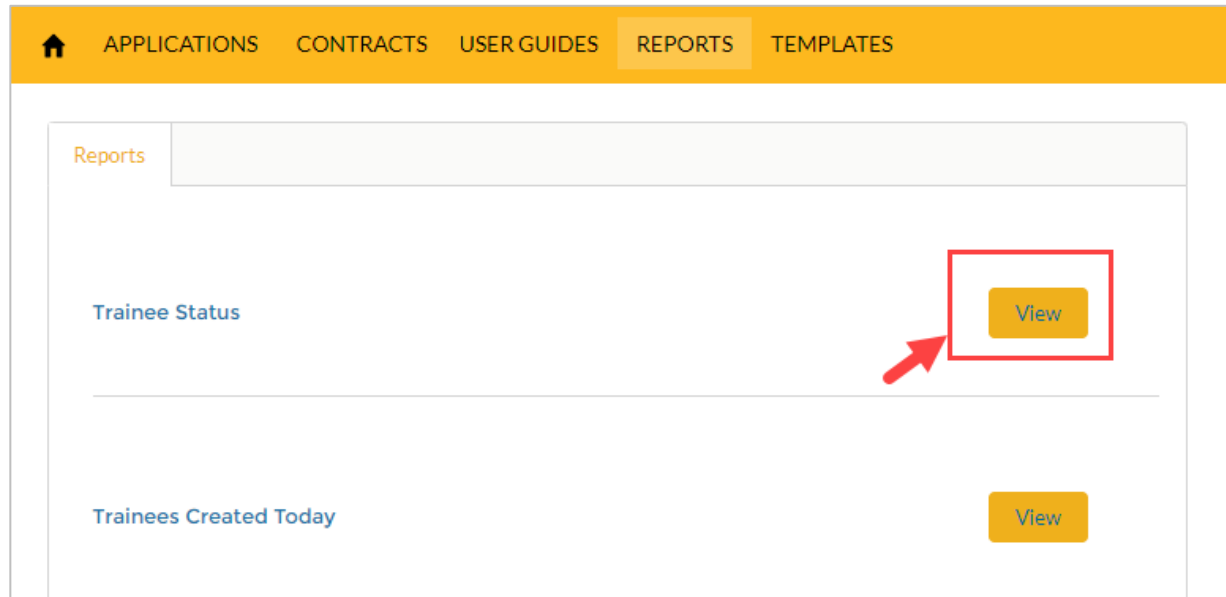 APPLICATIONS CONTRACTS USER GUIDES REPORTS TEMPLATES
Reports
Trainee Status View
Trainees Created Today View